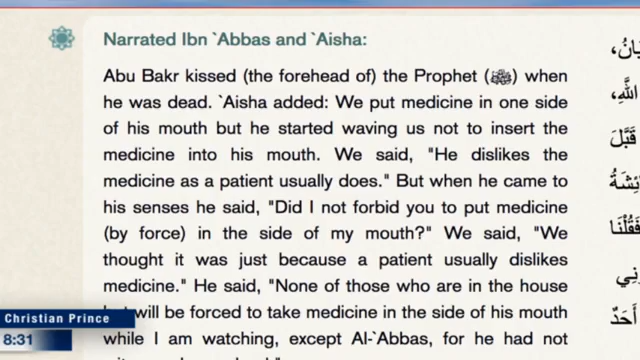 Narrated Ibn `Abbas and `Aisha:
Abu Bakr kissed (the forehead of) the Prophet (ﷺ) when
he was dead. `Aisha added: We put medicine in one side
of his mouth but he started waving us not to insert the
medicine into his mouth. We said, "He dislikes the
medicine as a patient usually does." But when he came to
his senses he said, "Did I not forbid you to put medicine
(by force) in the side of my mouth?" We said, "We
thought it was just because a patient usually dislikes
medicine." He said, "None of those who are in the house
will be forced to take medicine in the side of his mouth
while I am watching, except Al-`Abbas, for he had not
اللَّهِ،
قَبَّلَ
فَقُلْنَا
أَحَدٌ
Christian Prince
8:31